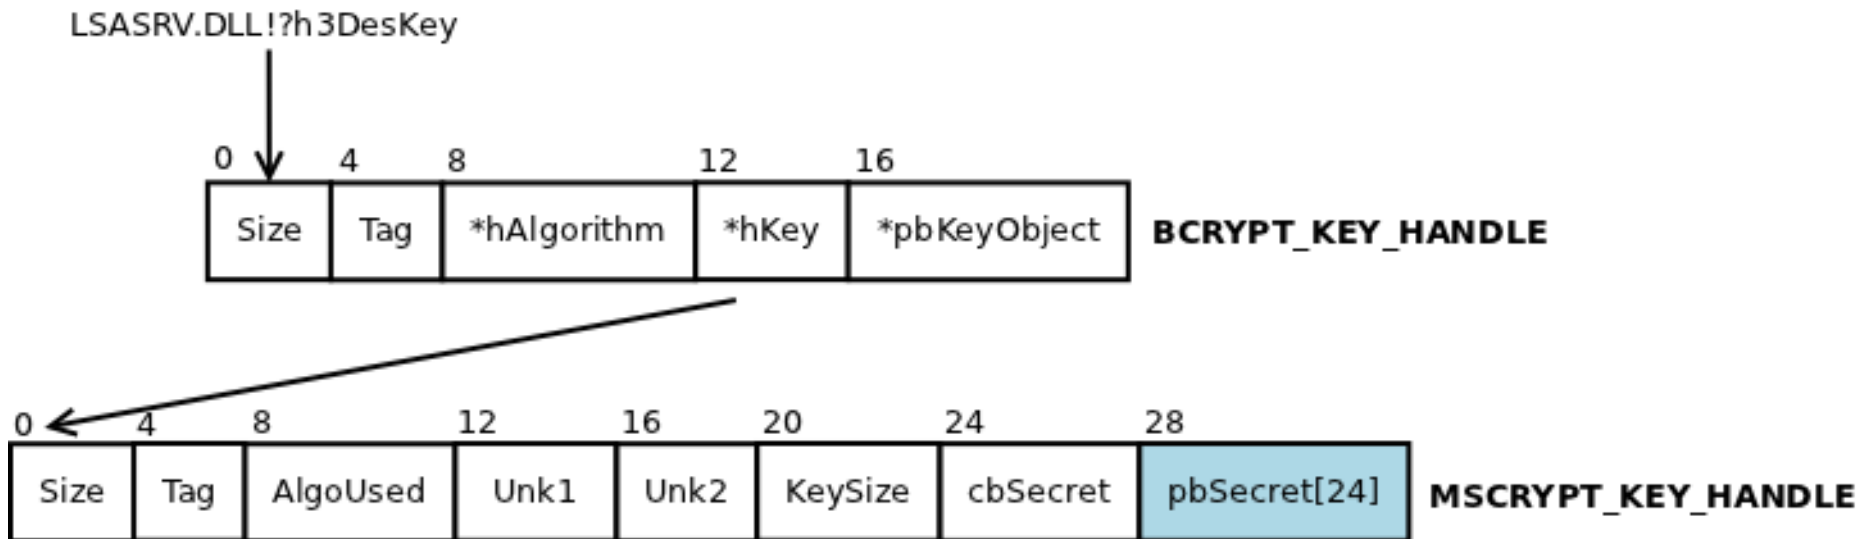 LSASRV.DLL!?h3DesKey
0 4 8 12 16
Size Tag *hAlgorithm *hKey *pbKeyObject BCRYPT_KEY_HANDLE
0 4 8 12 16 20 24 28
Size Tag AlgoUsed Unk1 Unk2 KeySize cbSecret pbSecret[24] MSCRYPT_KEY_HANDLE